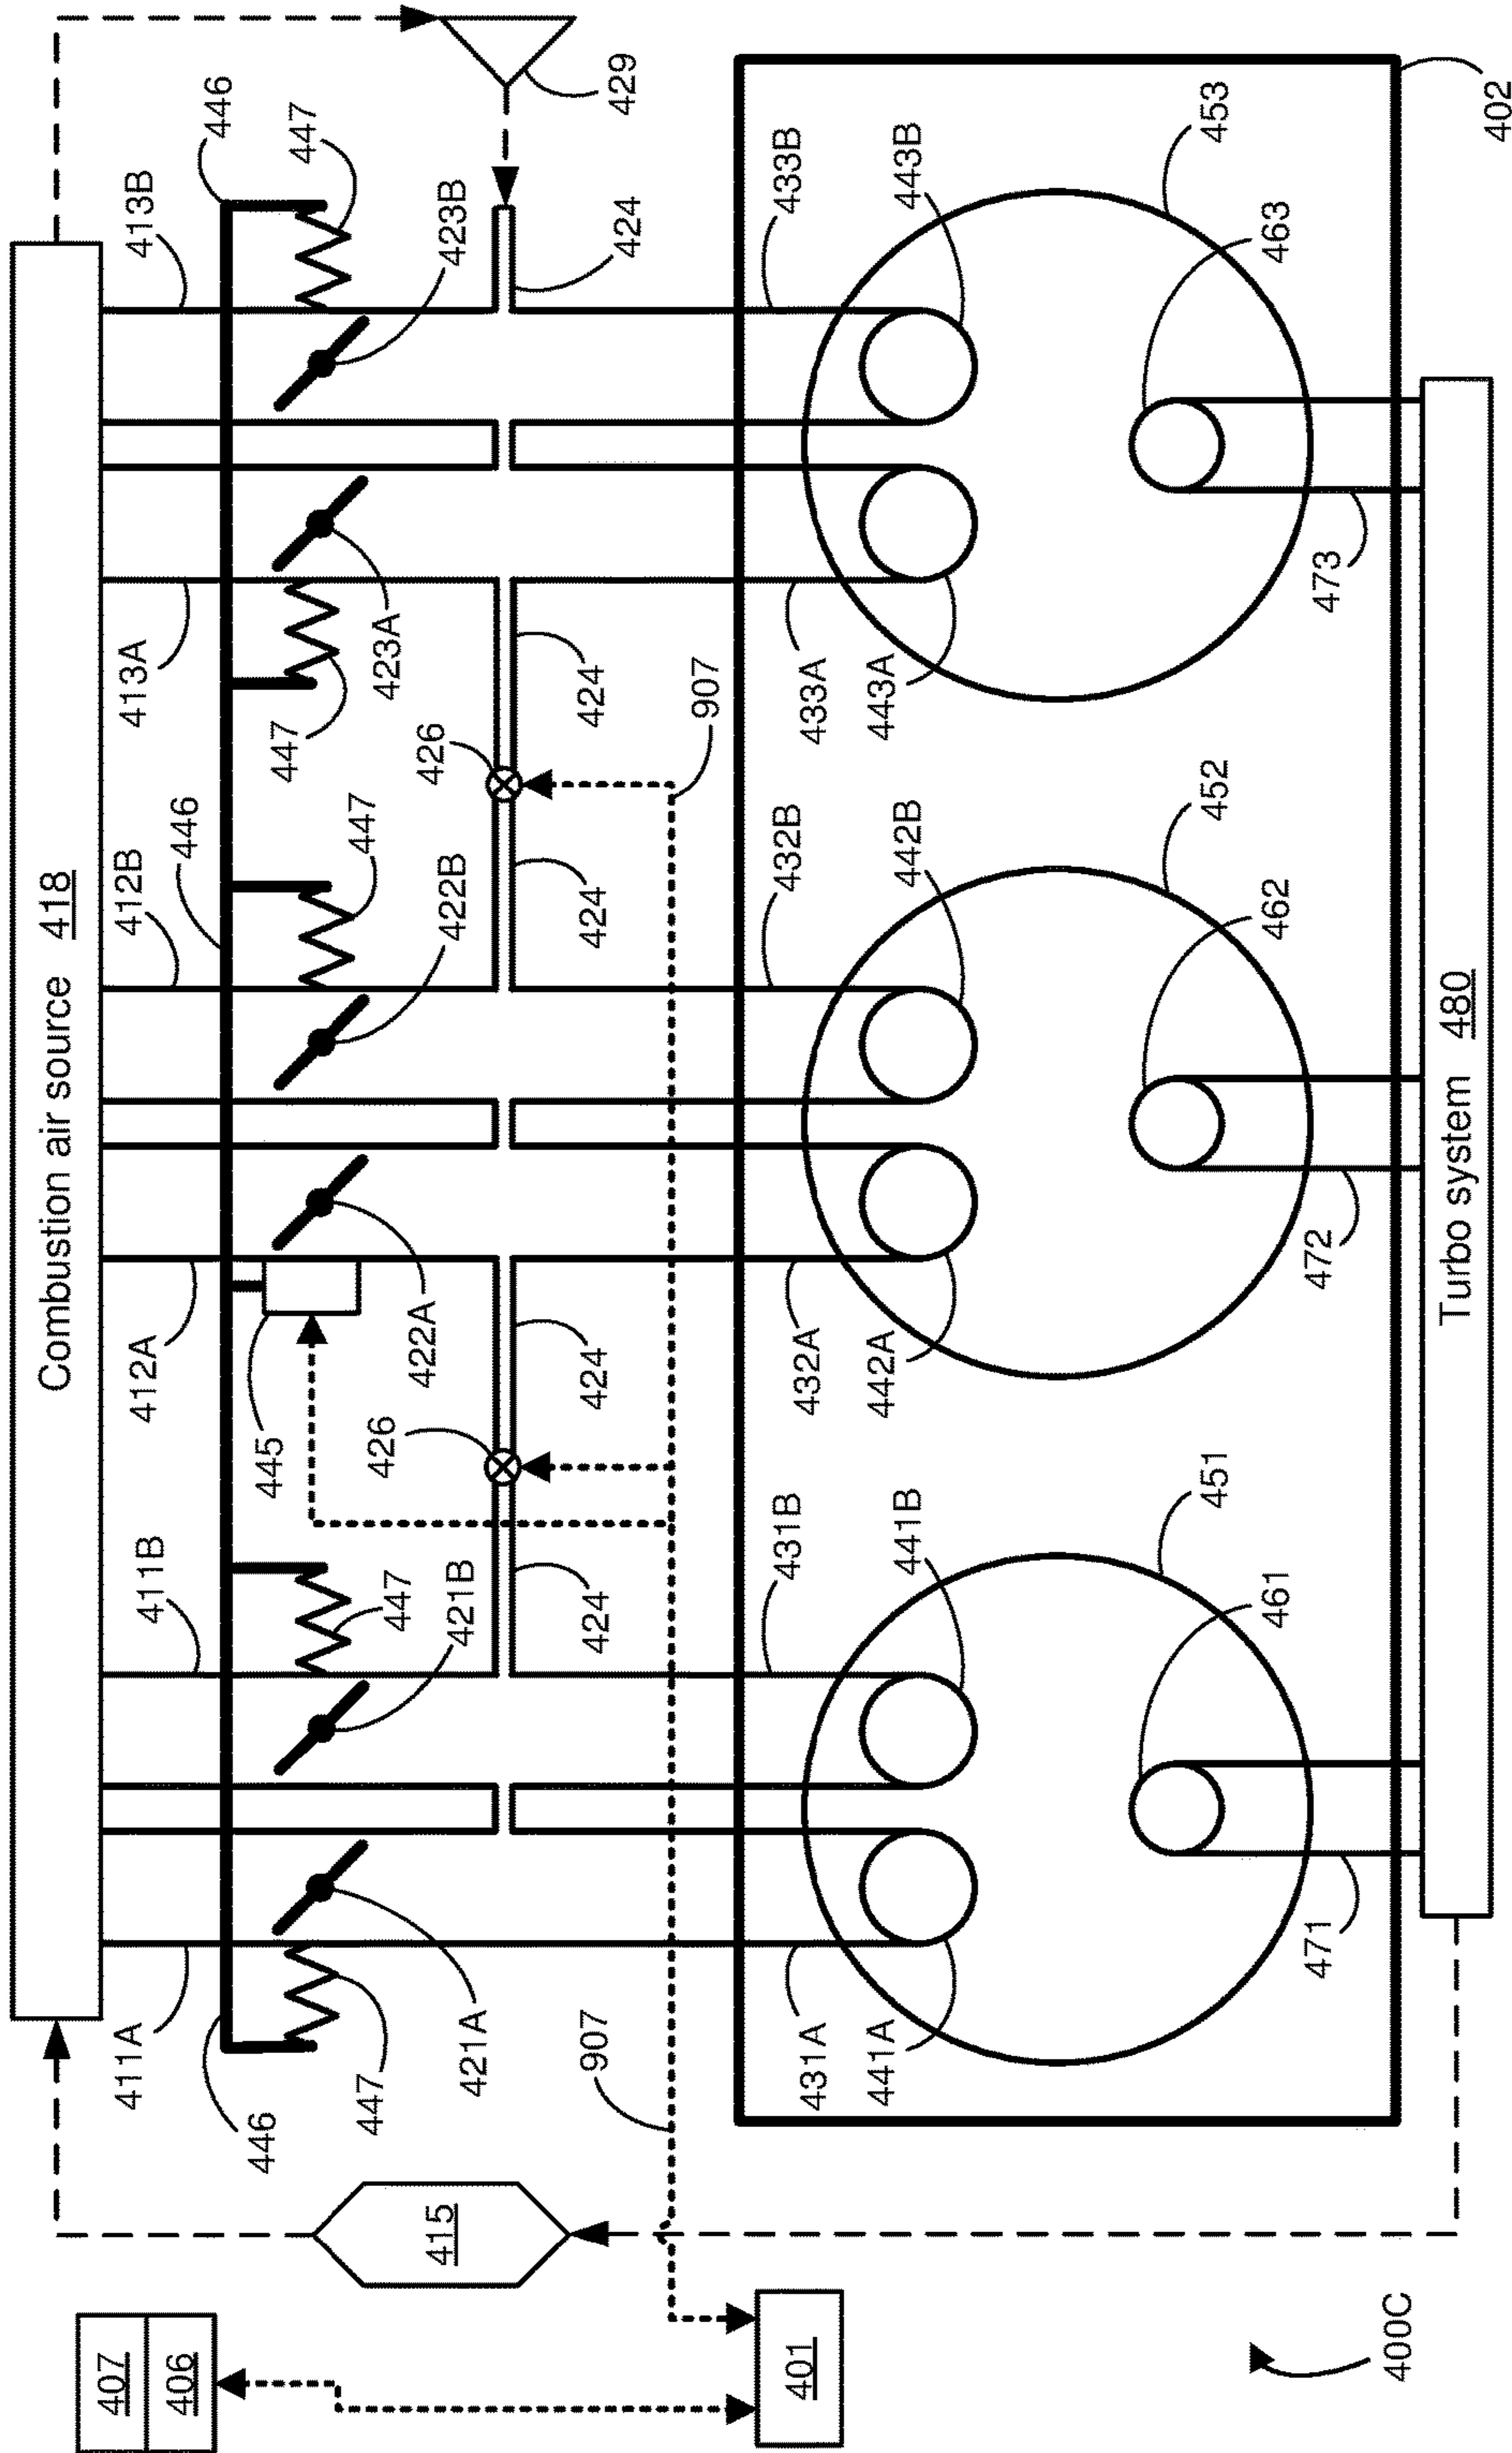 Combustion air source 418
407
406
415
401
400C
446
447
421A
411A
411B
447
421B
445
412A
422A
412B
422B
446
447
413A
447
423A
413B
423B
446
447
429
424
426
424
424
426
424
424
907
907
431A
441A
431B
441B
432A
442A
432B
442B
433A
443A
433B
443B
451
461
452
462
453
463
471
472
473
402
Turbo system 480